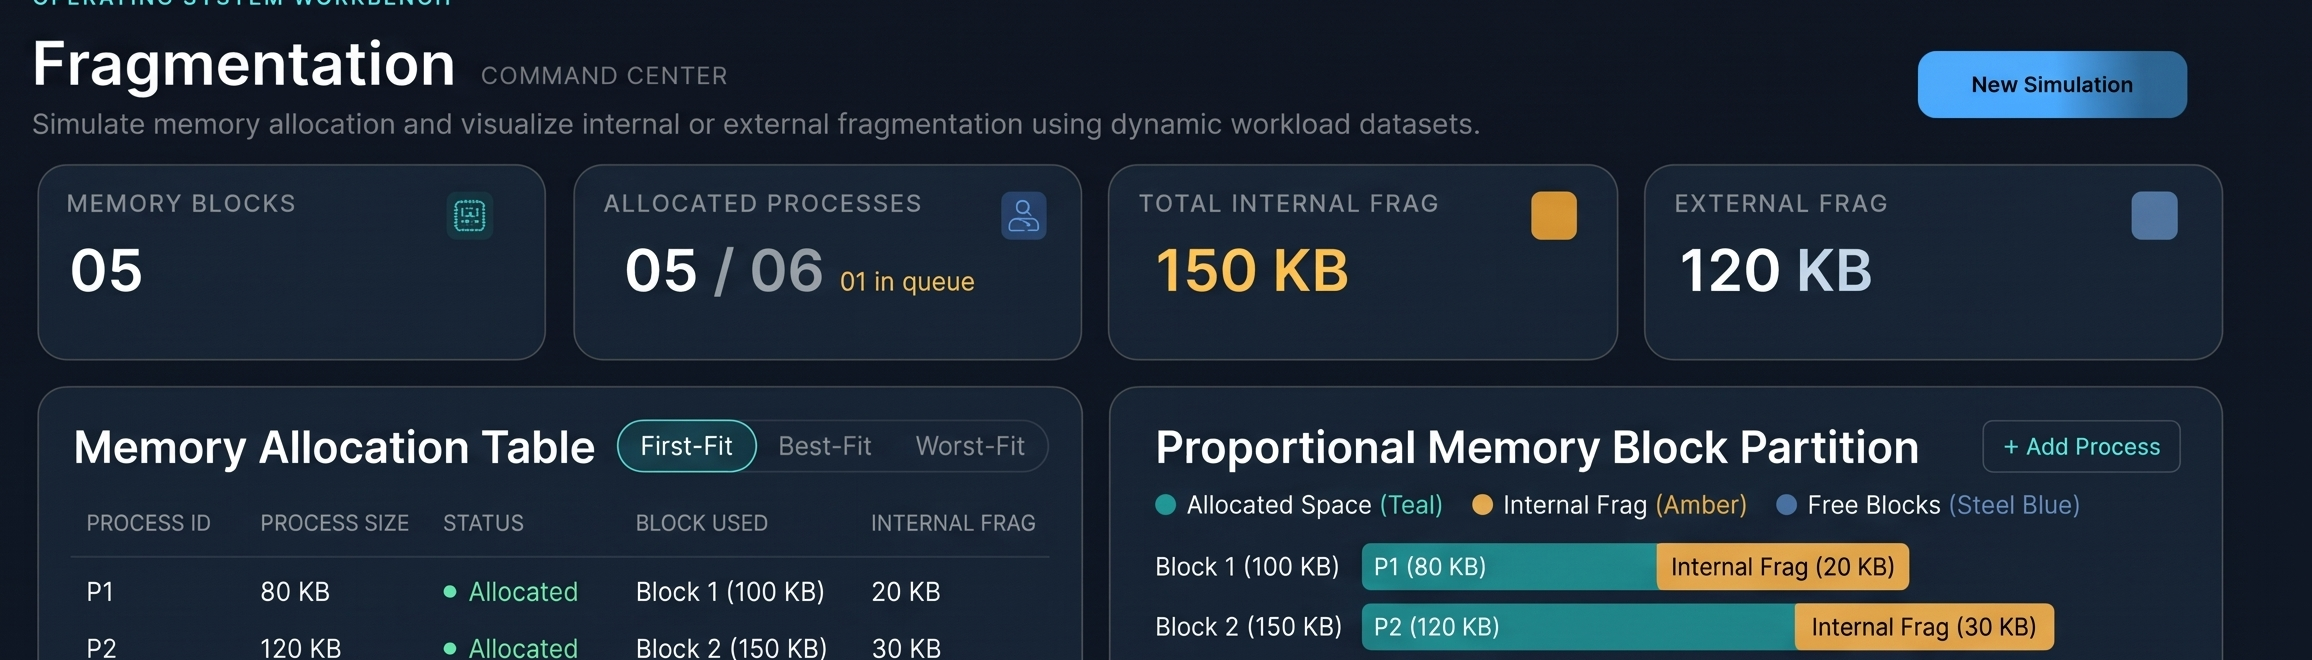 OPERATING SYSTEM WORKBENCH
Fragmentation COMMAND CENTER
New Simulation
Simulate memory allocation and visualize internal or external fragmentation using dynamic workload datasets.
MEMORY BLOCKS
05
ALLOCATED PROCESSES
05 / 06 01 in queue
TOTAL INTERNAL FRAG
150 KB
EXTERNAL FRAG
120 KB
Memory Allocation Table First-Fit Best-Fit Worst-Fit
PROCESS ID PROCESS SIZE STATUS BLOCK USED INTERNAL FRAG
P1 80 KB Allocated Block 1 (100 KB) 20 KB
P2 120 KB Allocated Block 2 (150 KB) 30 KB
Proportional Memory Block Partition + Add Process
Allocated Space (Teal) Internal Frag (Amber) Free Blocks (Steel Blue)
Block 1 (100 KB) P1 (80 KB) Internal Frag (20 KB)
Block 2 (150 KB) P2 (120 KB) Internal Frag (30 KB)